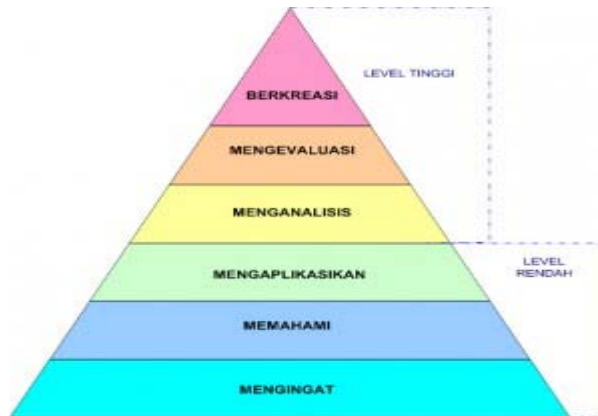 BERKREASI
LEVEL TINGGI
MENGEVALUASI
MENGANALISIS
MENGAPLIKASIKAN
LEVEL
RENDAH
MEMAHAMI
MENGINGAT